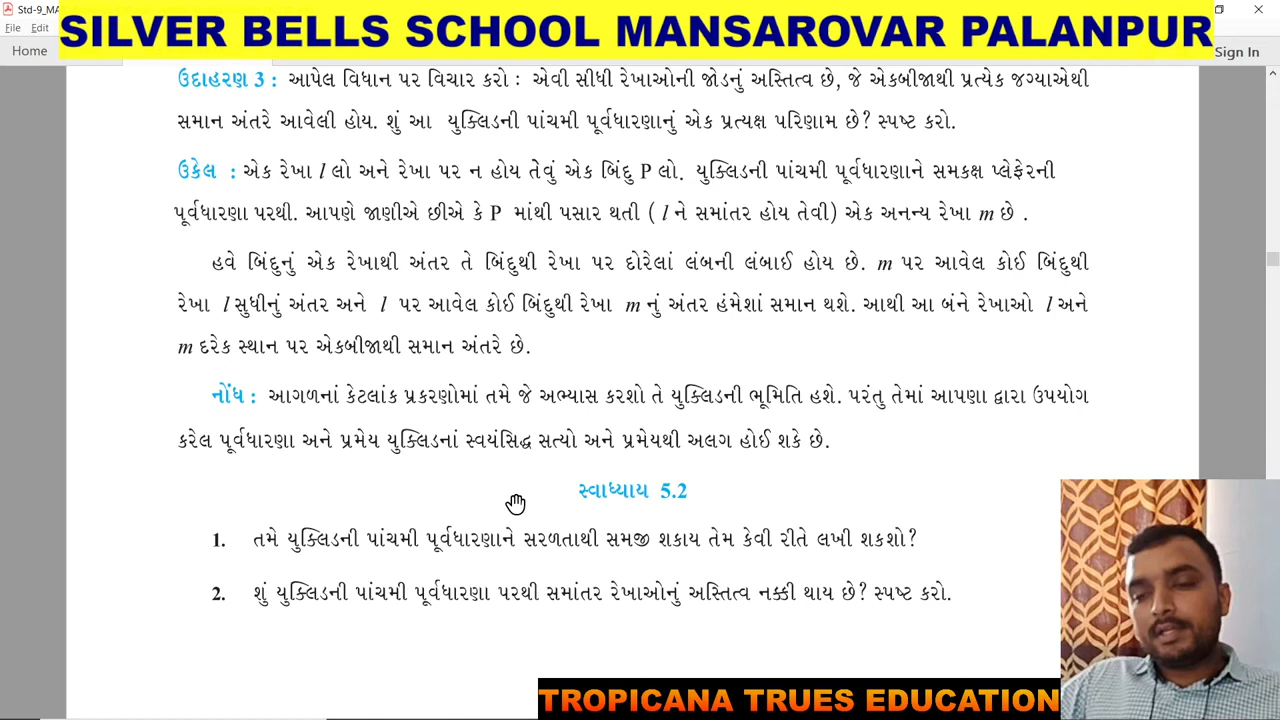 Std-9_MA
SILVER BELLS SCHOOL MANSAROVAR PALANPUR
File Edit
Home
Sign In
ઉદાહરણ 3 : આપેલ વિધાન પર વિચાર કરો : એવી સીધી રેખાઓની જોડનું અસ્તિત્વ છે, જે એકબીજાથી પ્રત્યેક જગ્યાએથી
સમાન અંતરે આવેલી હોય. શું આ યુક્લિડની પાંચમી પૂર્વધારણાનું એક પ્રત્યક્ષ પરિણામ છે? સ્પષ્ટ કરો.
ઉકેલ : એક રેખા l લો અને રેખા પર ન હોય તેવું એક બિંદુ P લો. યુક્લિડની પાંચમી પૂર્વધારણાને સમકક્ષ પ્લેફેરની
પૂર્વધારણા પરથી. આપણે જાણીએ છીએ કે P માંથી પસાર થતી ( l ને સમાંતર હોય તેવી) એક અનન્ય રેખા m છે .
હવે બિંદુનું એક રેખાથી અંતર તે બિંદુથી રેખા પર દોરેલાં લંબની લંબાઈ હોય છે. m પર આવેલ કોઈ બિંદુથી
રેખા l સુધીનું અંતર અને l પર આવેલ કોઈ બિંદુથી રેખા m નું અંતર હંમેશાં સમાન થશે. આથી આ બંને રેખાઓ l અને
m દરેક સ્થાન પર એકબીજાથી સમાન અંતરે છે.
નોંધ : આગળનાં કેટલાંક પ્રકરણોમાં તમે જે અભ્યાસ કરશો તે યુક્લિડની ભૂમિતિ હશે. પરંતુ તેમાં આપણા દ્વારા ઉપયોગ
કરેલ પૂર્વધારણા અને પ્રમેય યુક્લિડનાં સ્વયંસિદ્ધ સત્યો અને પ્રમેયથી અલગ હોઈ શકે છે.
સ્વાધ્યાય 5.2
1. તમે યુક્લિડની પાંચમી પૂર્વધારણાને સરળતાથી સમજી શકાય તેમ કેવી રીતે લખી શકશો?
2. શું યુક્લિડની પાંચમી પૂર્વધારણા પરથી સમાંતર રેખાઓનું અસ્તિત્વ નક્કી થાય છે? સ્પષ્ટ કરો.
TROPICANA TRUES EDUCATION